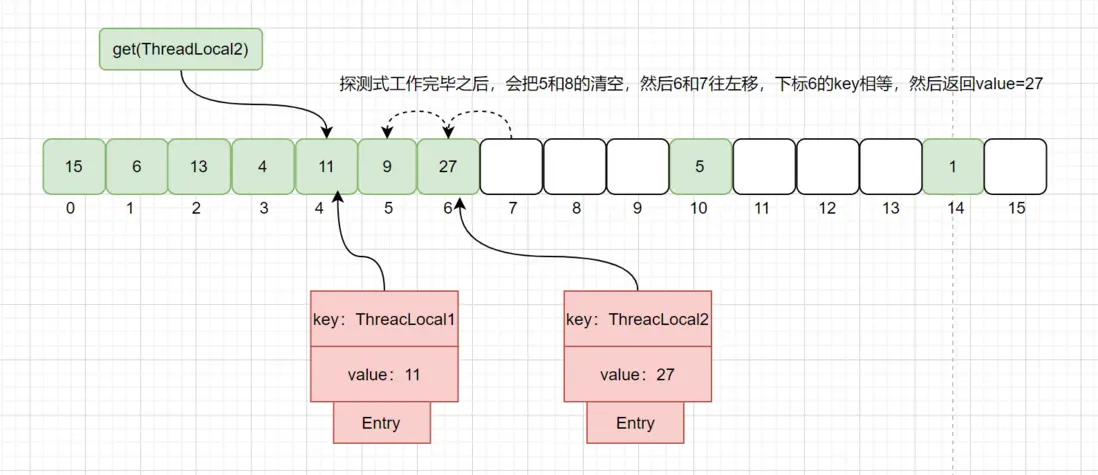 get(ThreadLocal2)
探测式工作完毕之后，会把5和8的清空，然后6和7往左移，下标6的key相等，然后返回value=27
15 6 13 4 11 9 27 5 1
0 1 2 3 4 5 6 7 8 9 10 11 12 13 14 15
key：ThreacLocal1 key：ThreacLocal2
value：11 value：27
Entry Entry